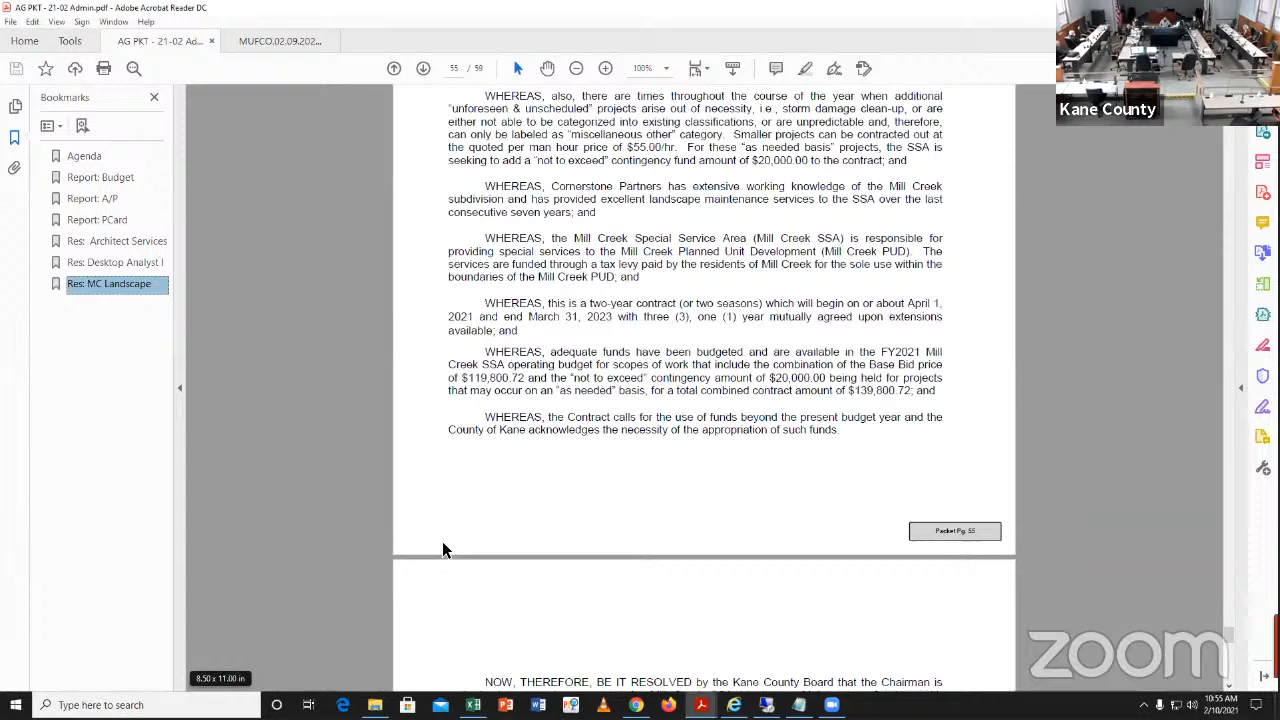 AG PKT - 21-02 Admin.pdf - Adobe Acrobat Reader DC
File Edit View Sign Window Help
Home Tools AG PKT - 21-02 Ad... × MUFCO.02.09.202...
55 59 100%
Bookmarks
Agenda
Report: Budget
Report: A/P
Report: PCard
Res: Architect Services
Res: Desktop Analyst I
Res: MC Landscape
WHEREAS, also, there are times throughout the course of the year when additional
"unforeseen & unscheduled" projects arise out of necessity, i.e., storm damage clean-up, or are
either not able to be categorized into existing classifications, or are unpredictable and, therefore,
can only be labeled as "miscellaneous other" category. Smaller projects can be contracted out at
the quoted per man hour price of $55.00/hr. For these "as needed basis" projects, the SSA is
seeking to add a "not to exceed" contingency fund amount of $20,000.00 to the contract; and
WHEREAS, Cornerstone Partners has extensive working knowledge of the Mill Creek
subdivision and has provided excellent landscape maintenance services to the SSA over the last
consecutive seven years; and
WHEREAS, the Mill Creek Special Service Area (Mill Creek SSA) is responsible for
providing special services to the Mill Creek Planned Unit Development (Mill Creek PUD). The
services are funded through a tax levy paid by the residents of Mill Creek for the sole use within the
boundaries of the Mill Creek PUD; and
WHEREAS, this is a two-year contract (or two seasons) which will begin on or about April 1,
2021 and end March 31, 2023 with three (3), one (1) year mutually agreed upon extensions
available; and
WHEREAS, adequate funds have been budgeted and are available in the FY2021 Mill
Creek SSA operating budget for scopes of work that include the combination of the Base Bid price
of $119,800.72 and the "not to exceed" contingency amount of $20,000.00 being held for projects
that may occur on an "as needed" basis, for a total combined contract amount of $139,800.72; and
WHEREAS, the Contract calls for the use of funds beyond the present budget year and the
County of Kane acknowledges the necessity of the appropriation of such funds.
Packet Pg. 55
NOW, THEREFORE, BE IT RESOLVED by the Kane County Board that the Chairman is
8.50 x 11.00 in
Kane County
zoom
Type here to search
10:55 AM
2/10/2021